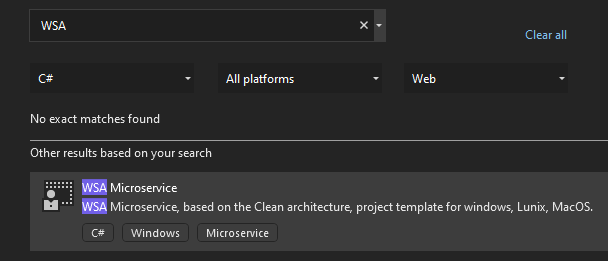 WSA
Clear all
C# All platforms Web
No exact matches found
Other results based on your search
WSA Microservice
WSA Microservice, based on the Clean architecture, project template for windows, Lunix, MacOS.
C# Windows Microservice